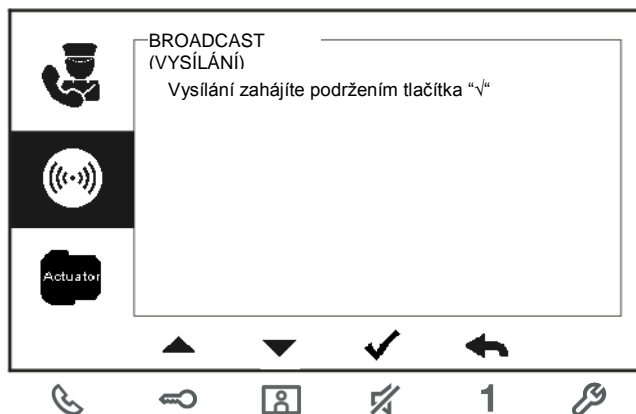 BROADCAST
(VYSÍLÁNÍ)
Vysílání zahájíte podržením tlačítka “√“
Actuator
1